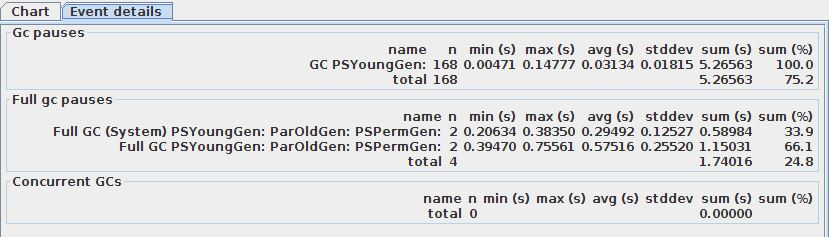 Chart Event details
Gc pauses
name n min (s) max (s) avg (s) stddev sum (s) sum (%)
GC PSYoungGen: 168 0.00471 0.14777 0.03134 0.01815 5.26563 100.0
total 168 5.26563 75.2
Full gc pauses
name n min (s) max (s) avg (s) stddev sum (s) sum (%)
Full GC (System) PSYoungGen: ParOldGen: PSPermGen: 2 0.20634 0.38350 0.29492 0.12527 0.58984 33.9
Full GC PSYoungGen: ParOldGen: PSPermGen: 2 0.39470 0.75561 0.57516 0.25520 1.15031 66.1
total 4 1.74016 24.8
Concurrent GCs
name n min (s) max (s) avg (s) stddev sum (s) sum (%)
total 0 0.00000